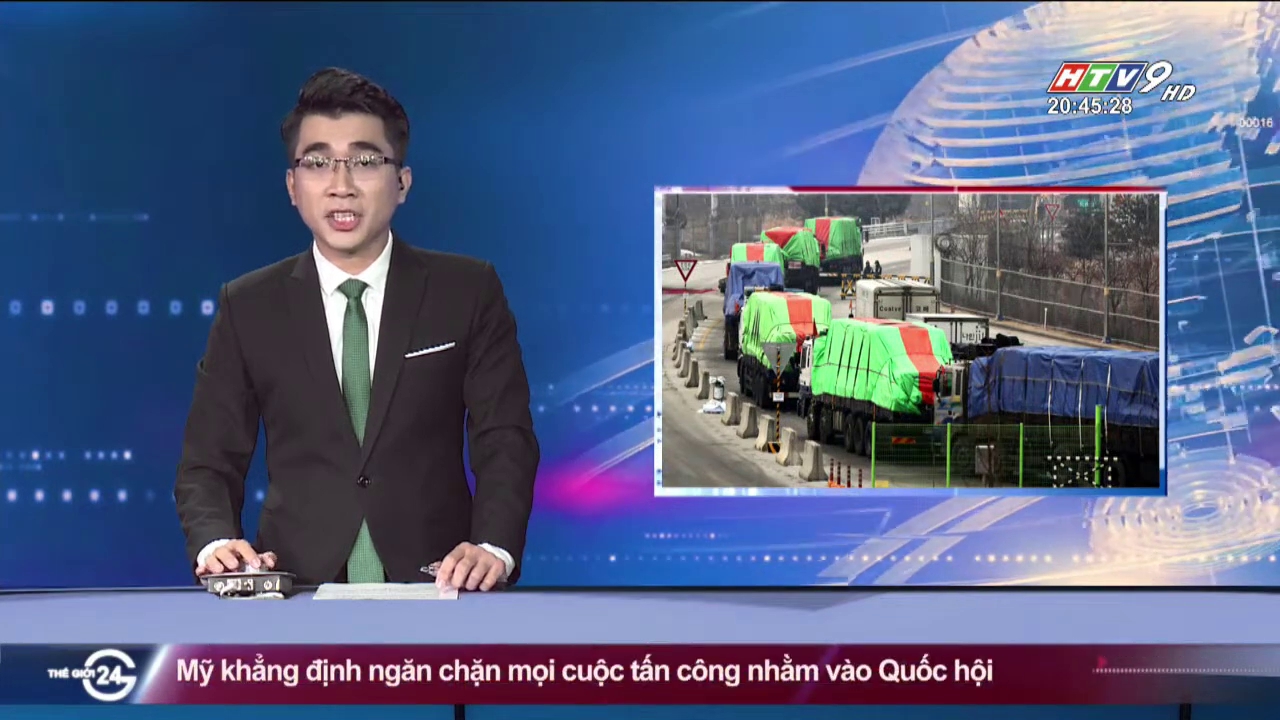 HTV9 HD
20:45:28
00016
THẾ GIỚI 24G
Mỹ khẳng định ngăn chặn mọi cuộc tấn công nhằm vào Quốc hội